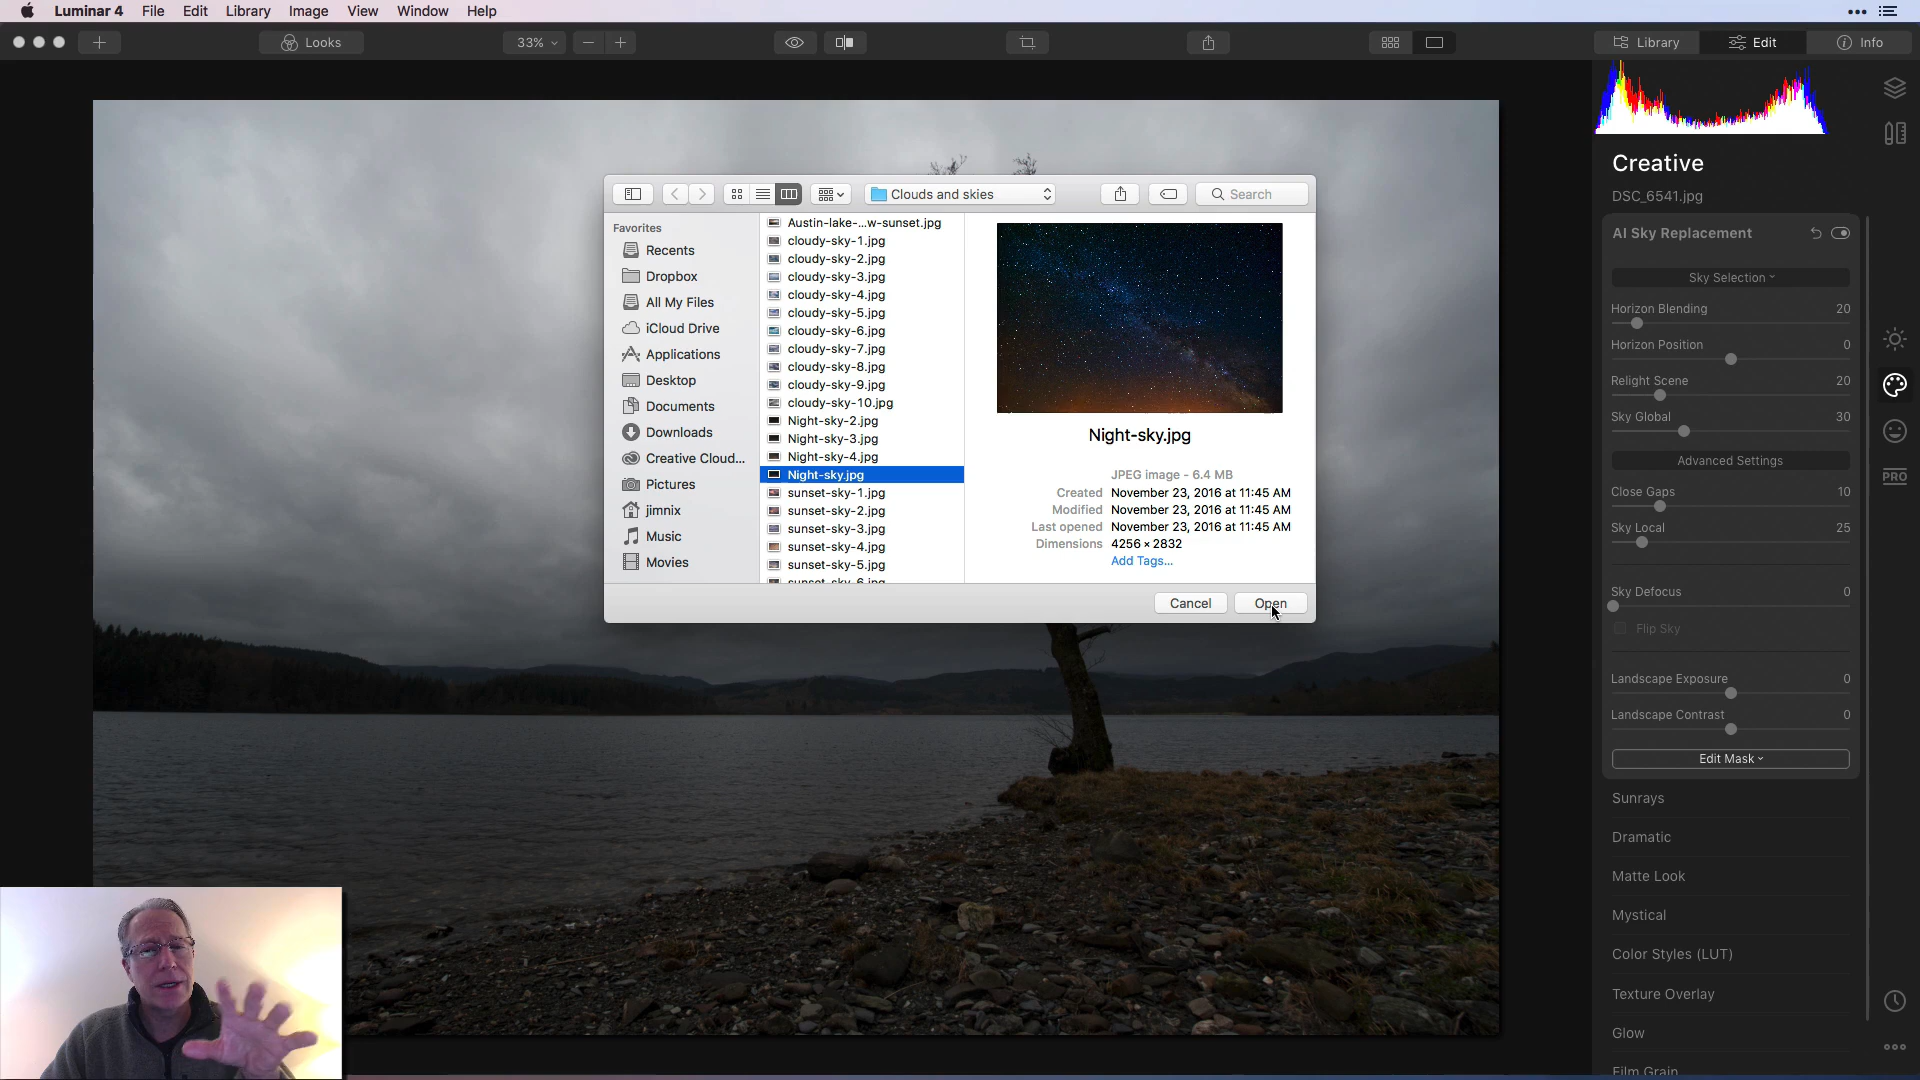 Luminar 4 File Edit Library Image View Window Help
Looks 33% Library Edit Info
Creative
DSC_6541.jpg
AI Sky Replacement
Sky Selection
Horizon Blending 20
Horizon Position 0
Relight Scene 20
Sky Global 30
Advanced Settings
Close Gaps 10
Sky Local 25
Sky Defocus 0
Flip Sky
Landscape Exposure 0
Landscape Contrast 0
Edit Mask
Sunrays
Dramatic
Matte Look
Mystical
Color Styles (LUT)
Texture Overlay
Glow
Film Grain
PRO
Clouds and skies
Search
Favorites
Recents
Dropbox
All My Files
iCloud Drive
Applications
Desktop
Documents
Downloads
Creative Cloud...
Pictures
jimnix
Music
Movies
Austin-lake-...w-sunset.jpg
cloudy-sky-1.jpg
cloudy-sky-2.jpg
cloudy-sky-3.jpg
cloudy-sky-4.jpg
cloudy-sky-5.jpg
cloudy-sky-6.jpg
cloudy-sky-7.jpg
cloudy-sky-8.jpg
cloudy-sky-9.jpg
cloudy-sky-10.jpg
Night-sky-2.jpg
Night-sky-3.jpg
Night-sky-4.jpg
Night-sky.jpg
sunset-sky-1.jpg
sunset-sky-2.jpg
sunset-sky-3.jpg
sunset-sky-4.jpg
sunset-sky-5.jpg
sunset-sky-6.jpg
Night-sky.jpg
JPEG image - 6.4 MB
Created November 23, 2016 at 11:45 AM
Modified November 23, 2016 at 11:45 AM
Last opened November 23, 2016 at 11:45 AM
Dimensions 4256 × 2832
Add Tags...
Cancel Open